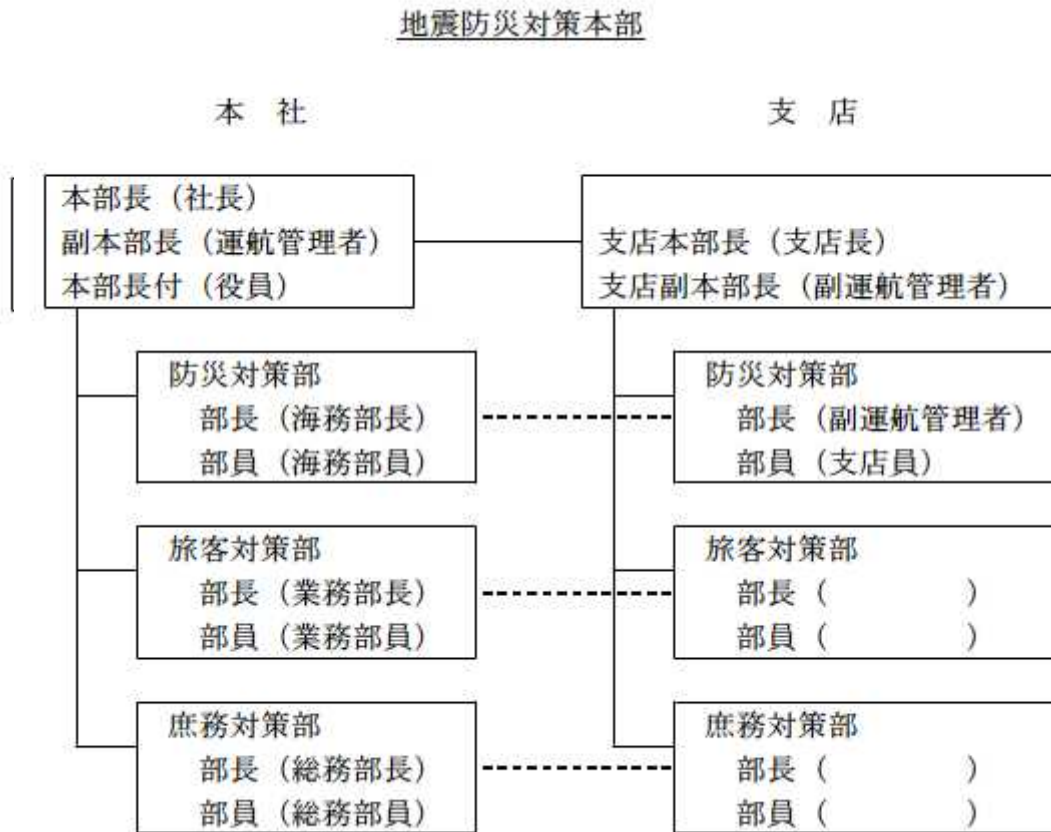 地震防災対策本部
本　社
支　店
本部長（社長）
副本部長（運航管理者）
本部長付（役員）
支店本部長（支店長）
支店副本部長（副運航管理者）
防災対策部
部長（海務部長）
部員（海務部員）
防災対策部
部長（副運航管理者）
部員（支店員）
旅客対策部
部長（業務部長）
部員（業務部員）
旅客対策部
部長（　　　　）
部員（　　　　）
庶務対策部
部長（総務部長）
部員（総務部員）
庶務対策部
部長（　　　　）
部員（　　　　）